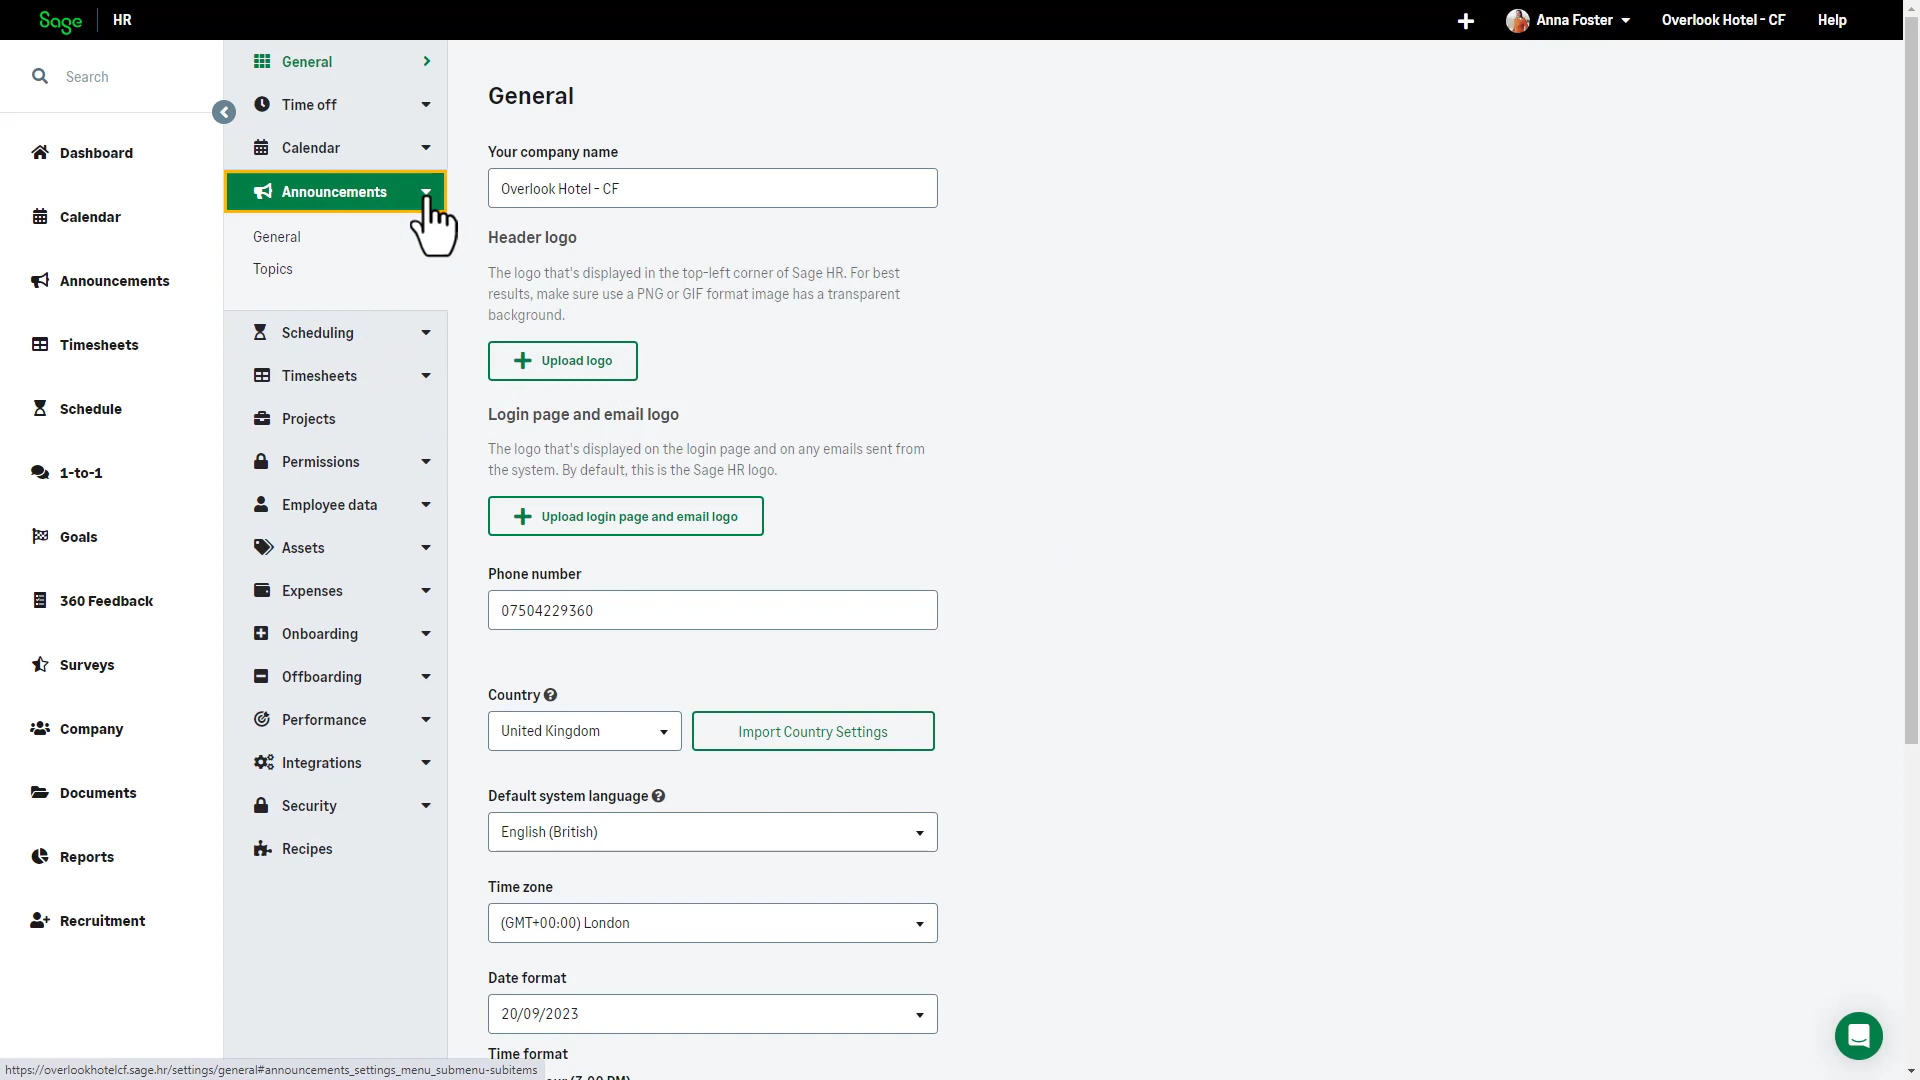 Sage HR
Anna Foster
Overlook Hotel - CF
Help
Search
Dashboard
Calendar
Announcements
Timesheets
Schedule
1-to-1
Goals
360 Feedback
Surveys
Company
Documents
Reports
Recruitment
General
Time off
Calendar
Announcements
General
Topics
Scheduling
Timesheets
Projects
Permissions
Employee data
Assets
Expenses
Onboarding
Offboarding
Performance
Integrations
Security
Recipes
General
Your company name
Overlook Hotel - CF
Header logo
The logo that's displayed in the top-left corner of Sage HR. For best
results, make sure use a PNG or GIF format image has a transparent
background.
Upload logo
Login page and email logo
The logo that's displayed on the login page and on any emails sent from
the system. By default, this is the Sage HR logo.
Upload login page and email logo
Phone number
07504229360
Country
United Kingdom
Import Country Settings
Default system language
English (British)
Time zone
(GMT+00:00) London
Date format
20/09/2023
Time format
https://overlookhotelcf.sage.hr/settings/general#announcements_settings_menu_submenu-subitems